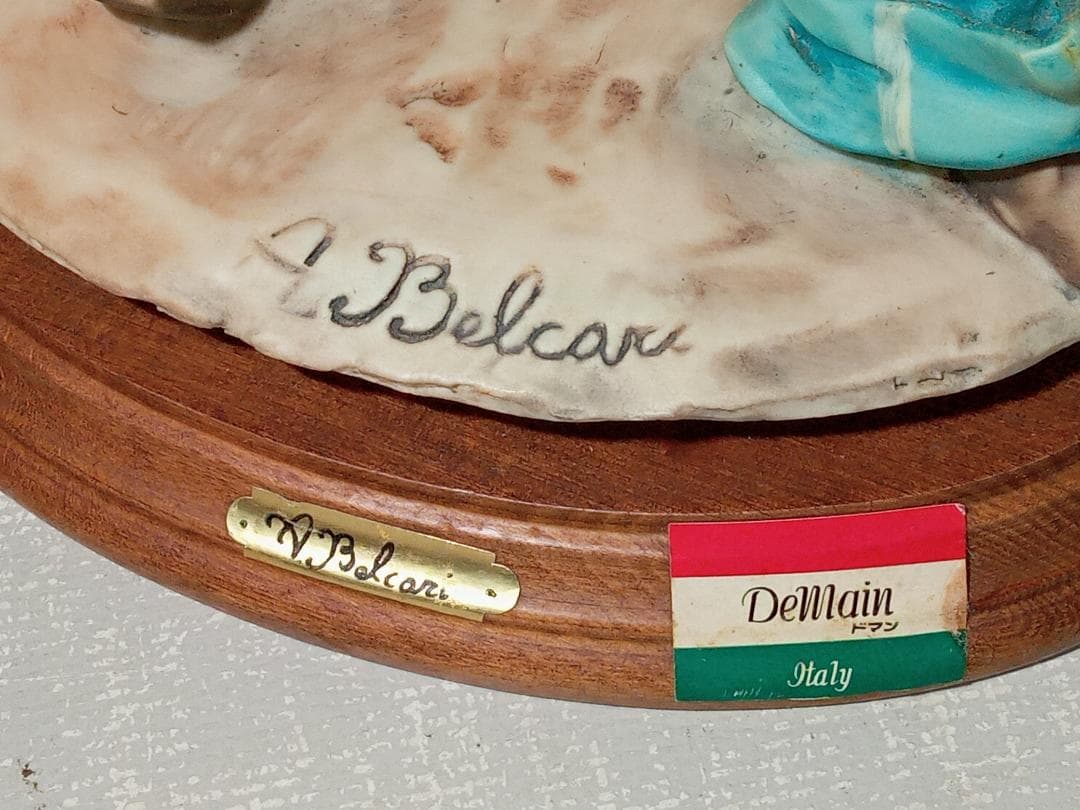 A Belcari
A Belcari
DeMain
ドマン
Italy